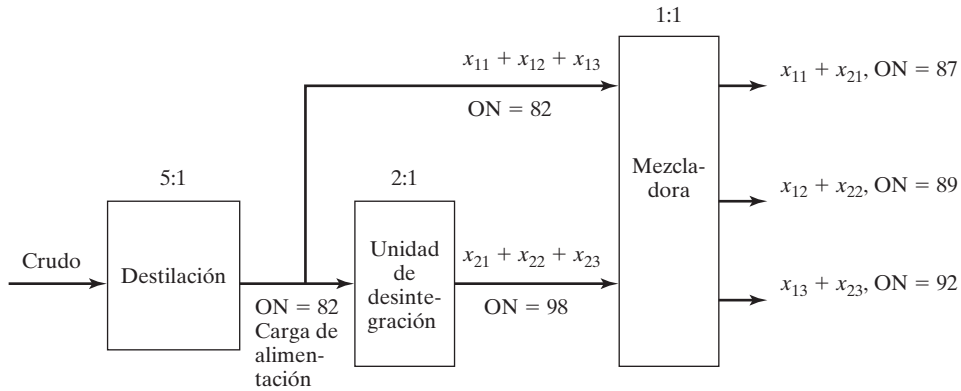 1:1
x11 + x12 + x13
ON = 82
x11 + x21, ON = 87
5:1
2:1
Mezcla-
dora
x12 + x22, ON = 89
Crudo
Destilación
Unidad
de
desinte-
gración
x21 + x22 + x23
ON = 98
x13 + x23, ON = 92
ON = 82
Carga de
alimen-
tación